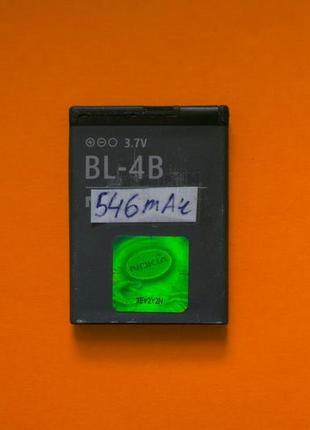 ⊕⊖○ 3.7V
BL-4B
546mAч
NOKIA